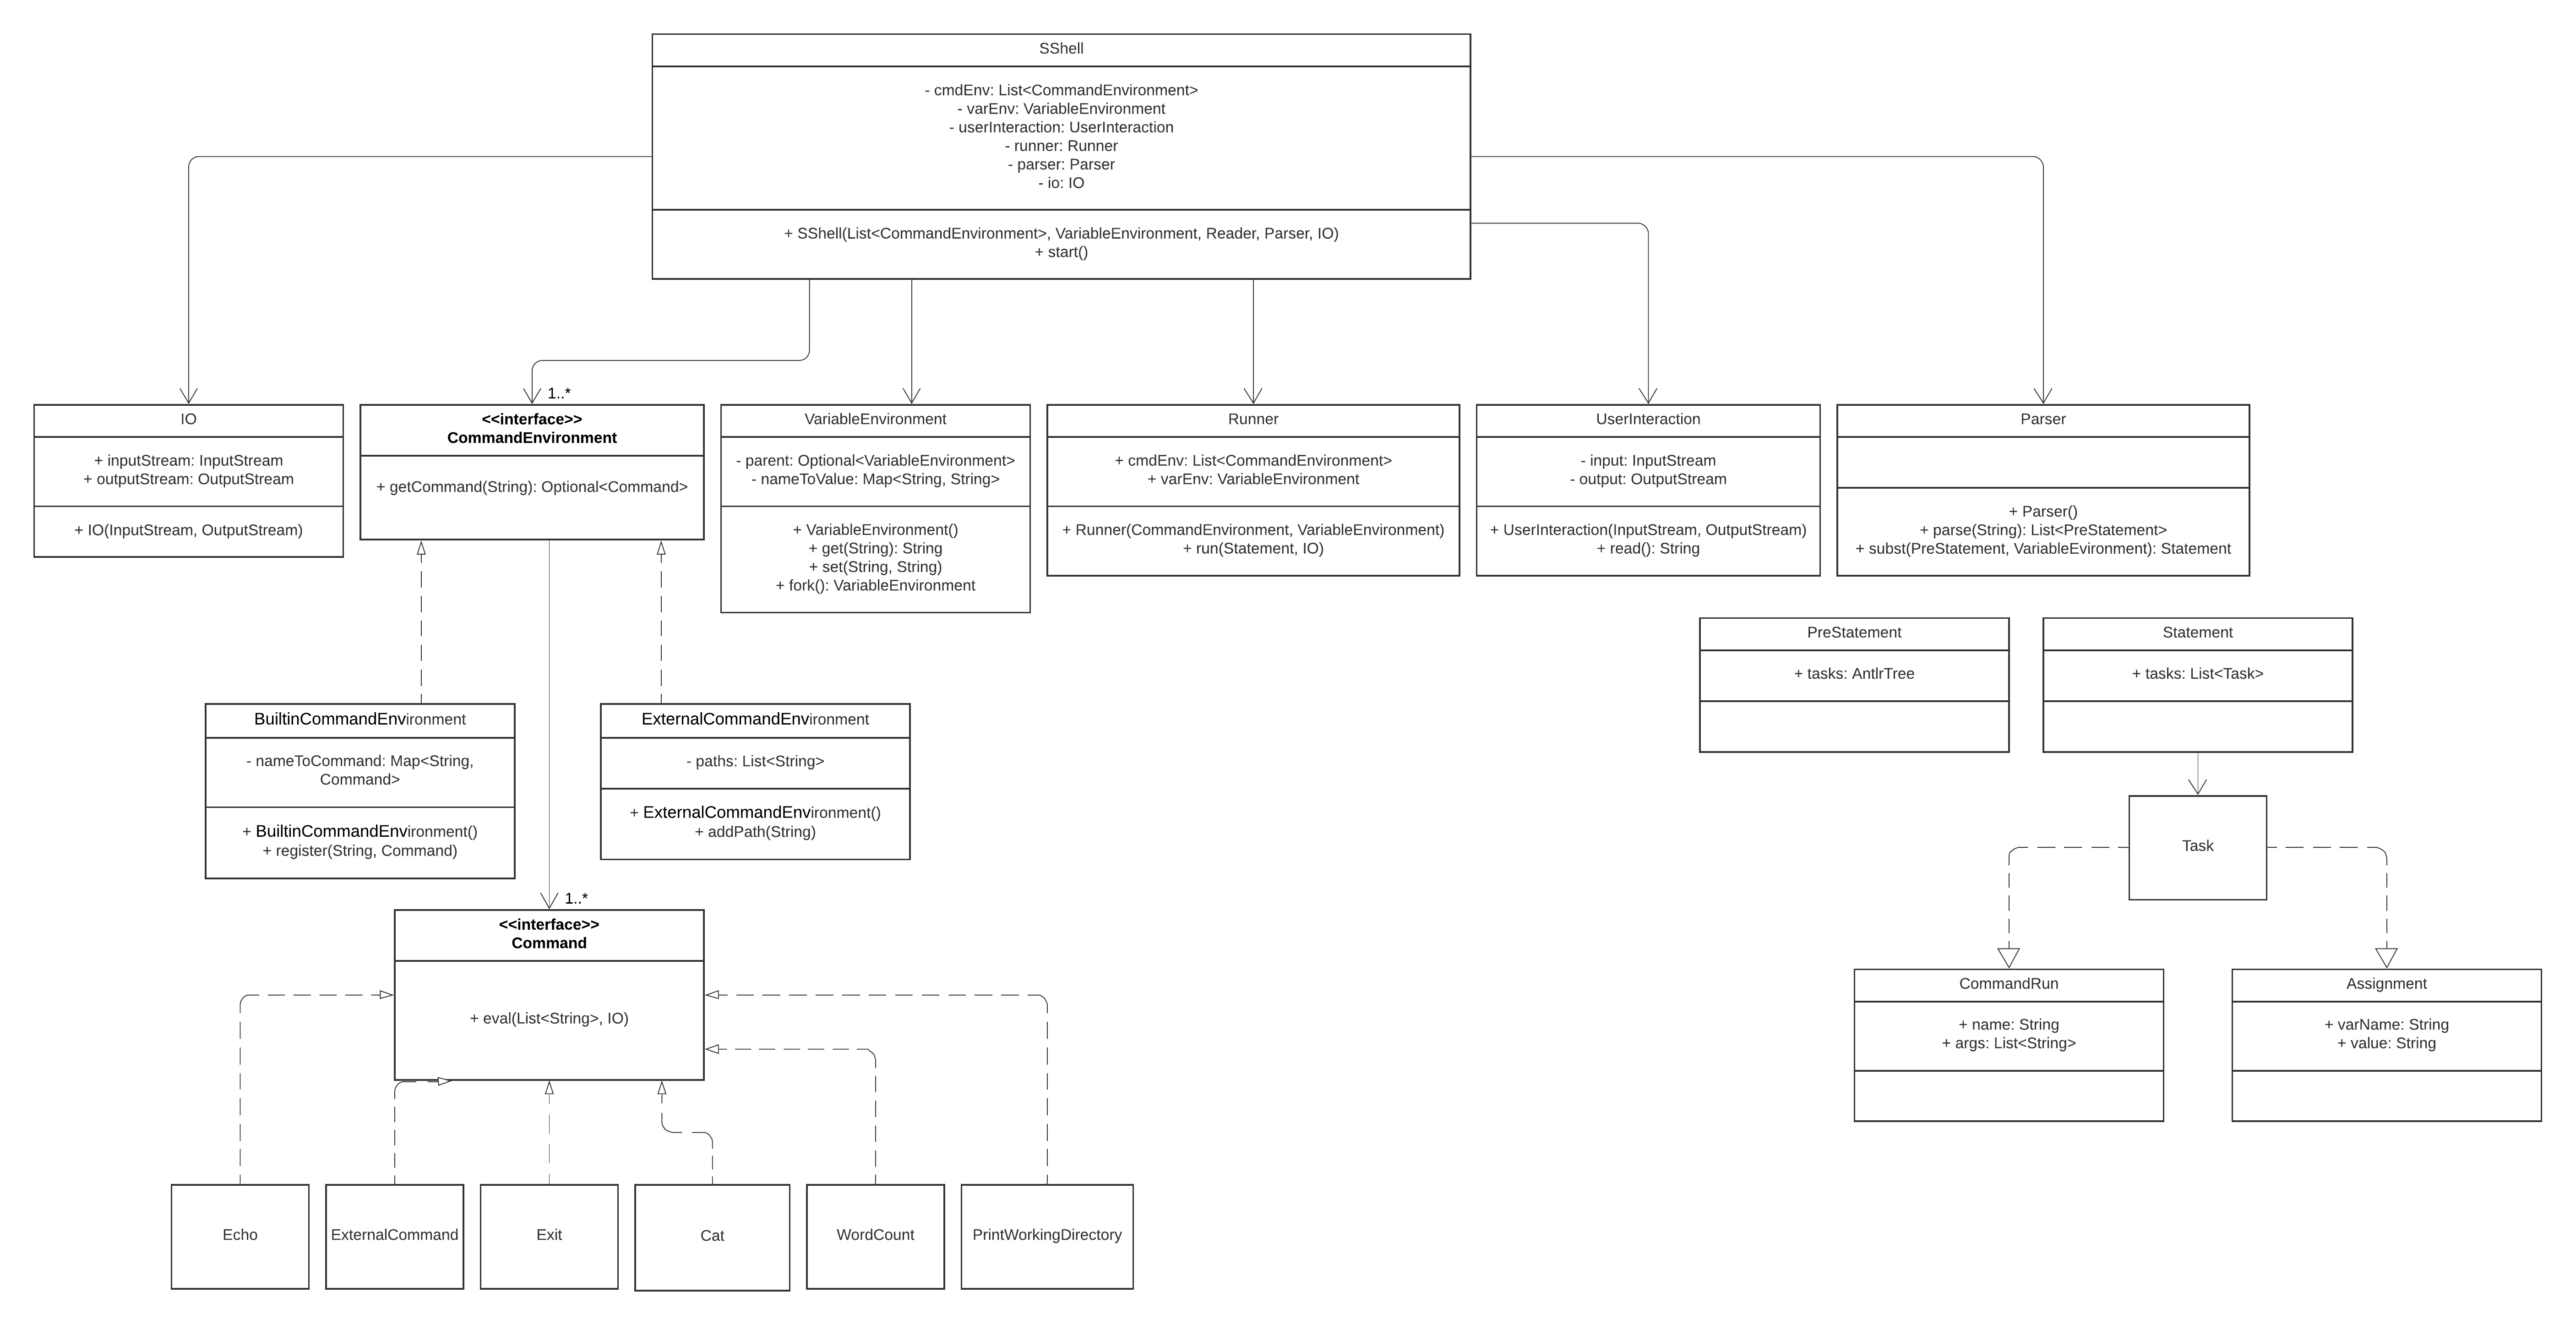 SShell
- cmdEnv: List<CommandEnvironment>
- varEnv: VariableEnvironment
- userInteraction: UserInteraction
- runner: Runner
- parser: Parser
- io: IO
+ SShell(List<CommandEnvironment>, VariableEnvironment, Reader, Parser, IO)
+ start()
IO
+ inputStream: InputStream
+ outputStream: OutputStream
+ IO(InputStream, OutputStream)
1..*
<<interface>>
CommandEnvironment
+ getCommand(String): Optional<Command>
VariableEnvironment
- parent: Optional<VariableEnvironment>
- nameToValue: Map<String, String>
+ VariableEnvironment()
+ get(String): String
+ set(String, String)
+ fork(): VariableEnvironment
Runner
+ cmdEnv: List<CommandEnvironment>
+ varEnv: VariableEnvironment
+ Runner(CommandEnvironment, VariableEnvironment)
+ run(Statement, IO)
UserInteraction
- input: InputStream
- output: OutputStream
+ UserInteraction(InputStream, OutputStream)
+ read(): String
Parser
+ Parser()
+ parse(String): List<PreStatement>
+ subst(PreStatement, VariableEvironment): Statement
PreStatement
+ tasks: AntlrTree
Statement
+ tasks: List<Task>
BuiltinCommandEnvironment
- nameToCommand: Map<String,
Command>
+ BuiltinCommandEnvironment()
+ register(String, Command)
ExternalCommandEnvironment
- paths: List<String>
+ ExternalCommandEnvironment()
+ addPath(String)
Task
1..*
<<interface>>
Command
+ eval(List<String>, IO)
CommandRun
+ name: String
+ args: List<String>
Assignment
+ varName: String
+ value: String
Echo
ExternalCommand
Exit
Cat
WordCount
PrintWorkingDirectory